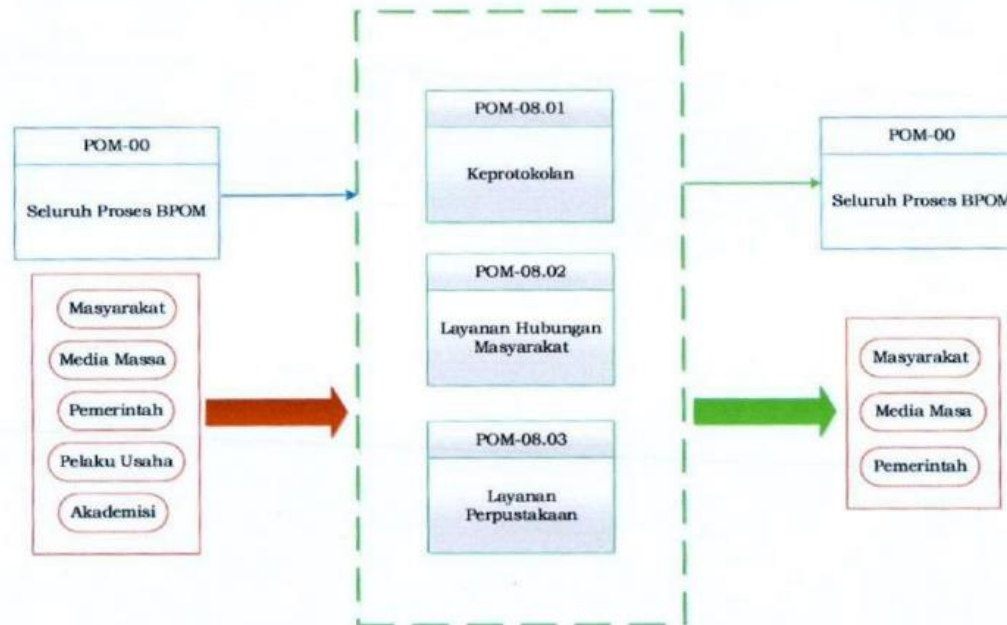 POM-00
Seluruh Proses BPOM
Masyarakat
Media Massa
Pemerintah
Pelaku Usaha
Akademisi
POM-08.01
Keprotokolan
POM-08.02
Layanan Hubungan
Masyarakat
POM-08.03
Layanan
Perpustakaan
POM-00
Seluruh Proses BPOM
Masyarakat
Media Masa
Pemerintah